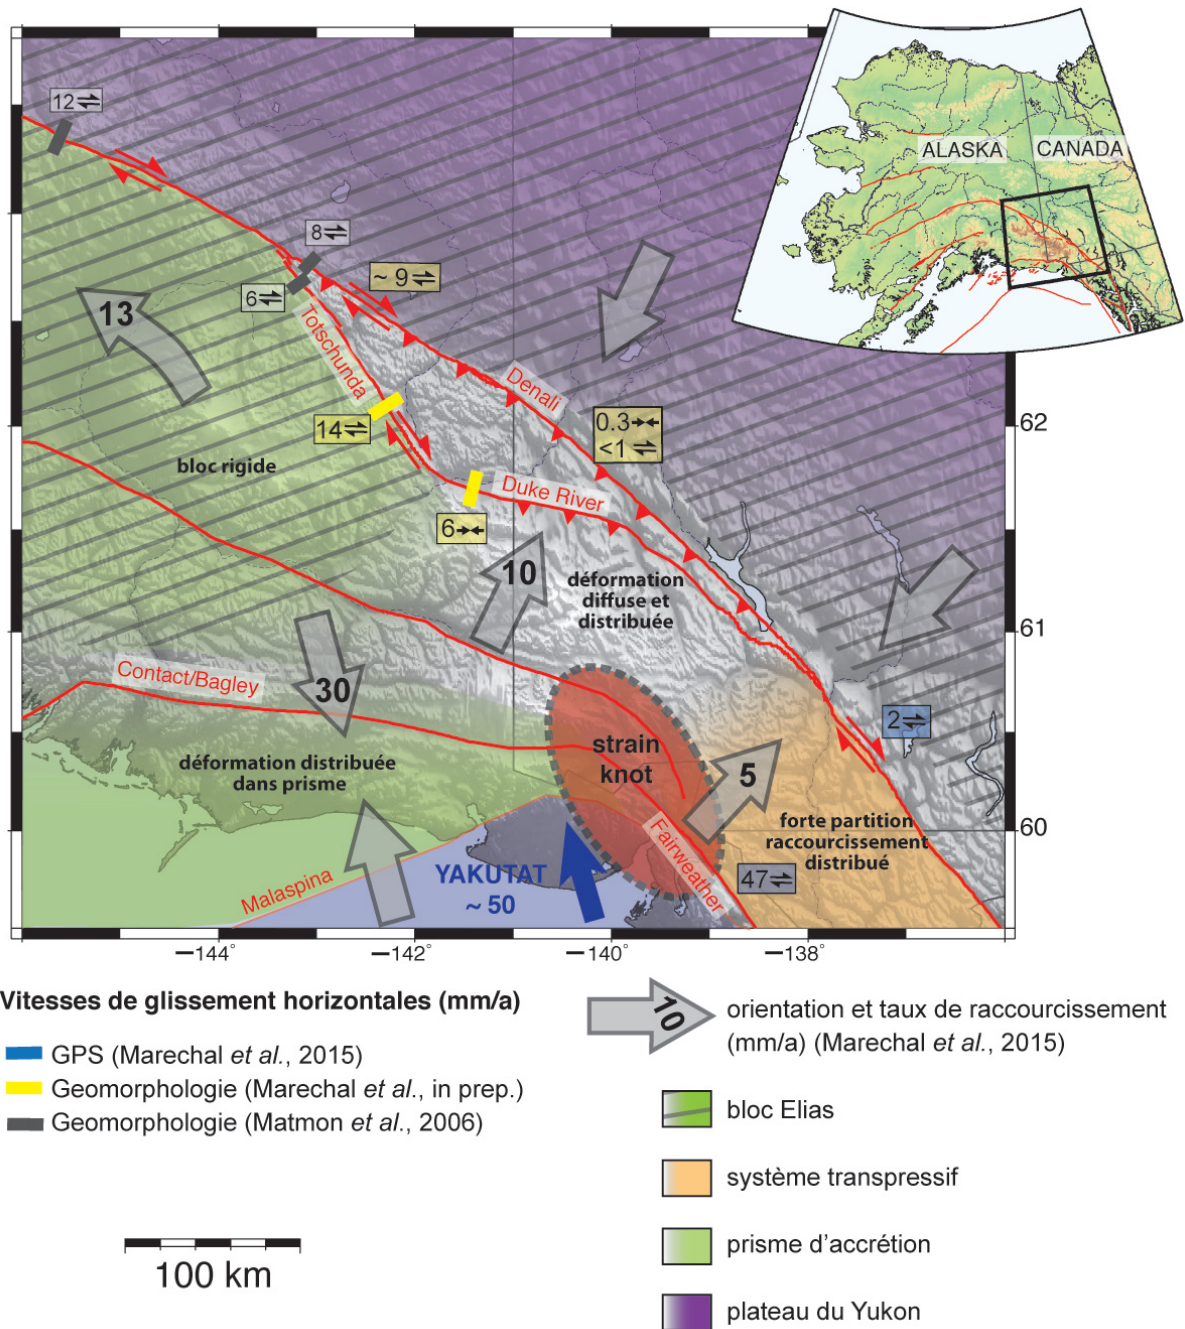 12
ALASKA
CANADA
8
~ 9
6
13
Totschunda
Denali
62
0.3
<1
14
bloc rigide
Duke River
6
10
déformation
diffuse et
distribuée
61
Contact/Bagley
30
2
strain
knot
déformation distribuée
dans prisme
5
forte partition
raccourcissement
distribué
60
Fairweather
47
YAKUTAT
~ 50
Malaspina
−144°
−142°
−140°
−138°
Vitesses de glissement horizontales (mm/a)
GPS (Marechal et al., 2015)
Geomorphologie (Marechal et al., in prep.)
Geomorphologie (Matmon et al., 2006)
100 km
10
orientation et taux de raccourcissement
(mm/a) (Marechal et al., 2015)
bloc Elias
système transpressif
prisme d'accrétion
plateau du Yukon